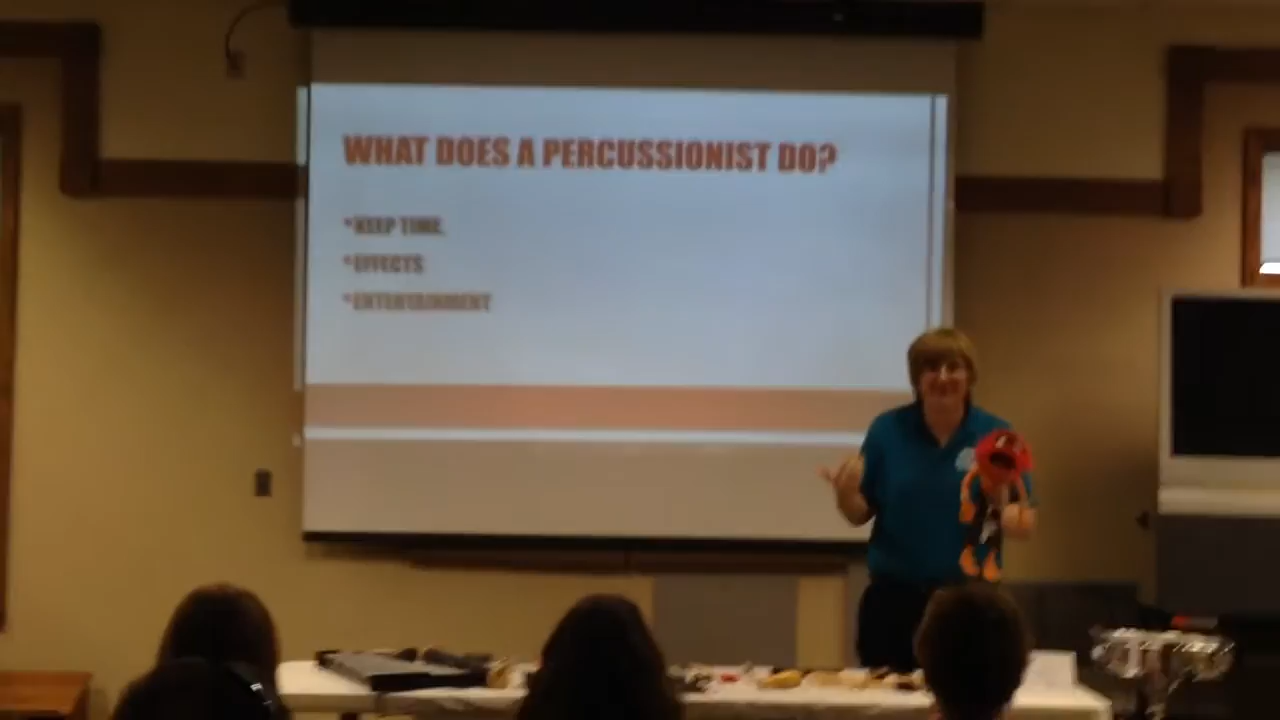 WHAT DOES A PERCUSSIONIST DO?
*KEEP TIME,
*EFFECTS
*ENTERTAINMENT